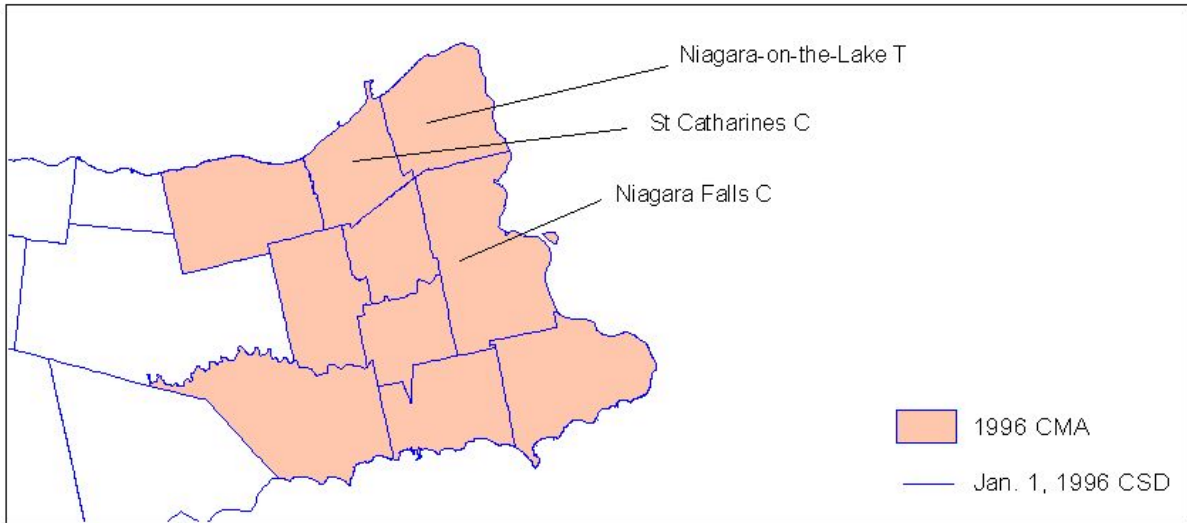 Niagara-on-the-Lake T
St Catharines C
Niagara Falls C
1996 CMA
Jan. 1, 1996 CSD